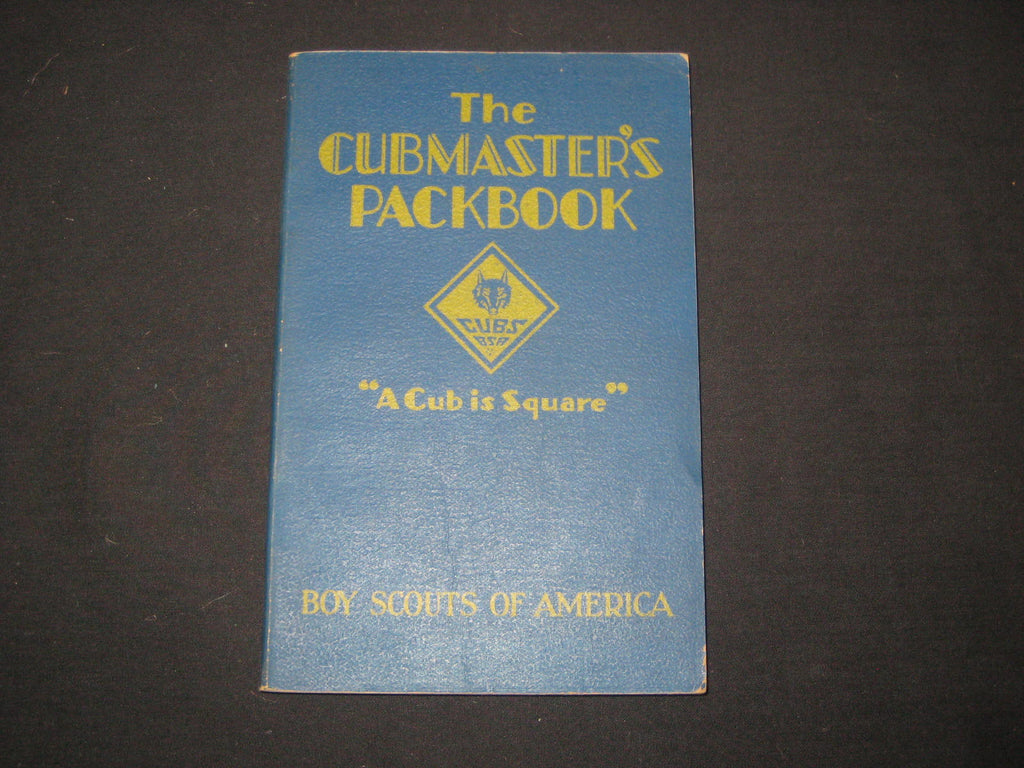 The
CUBMASTER'S
PACKBOOK
CUBS
BSA
“A Cub is Square”
BOY SCOUTS OF AMERICA